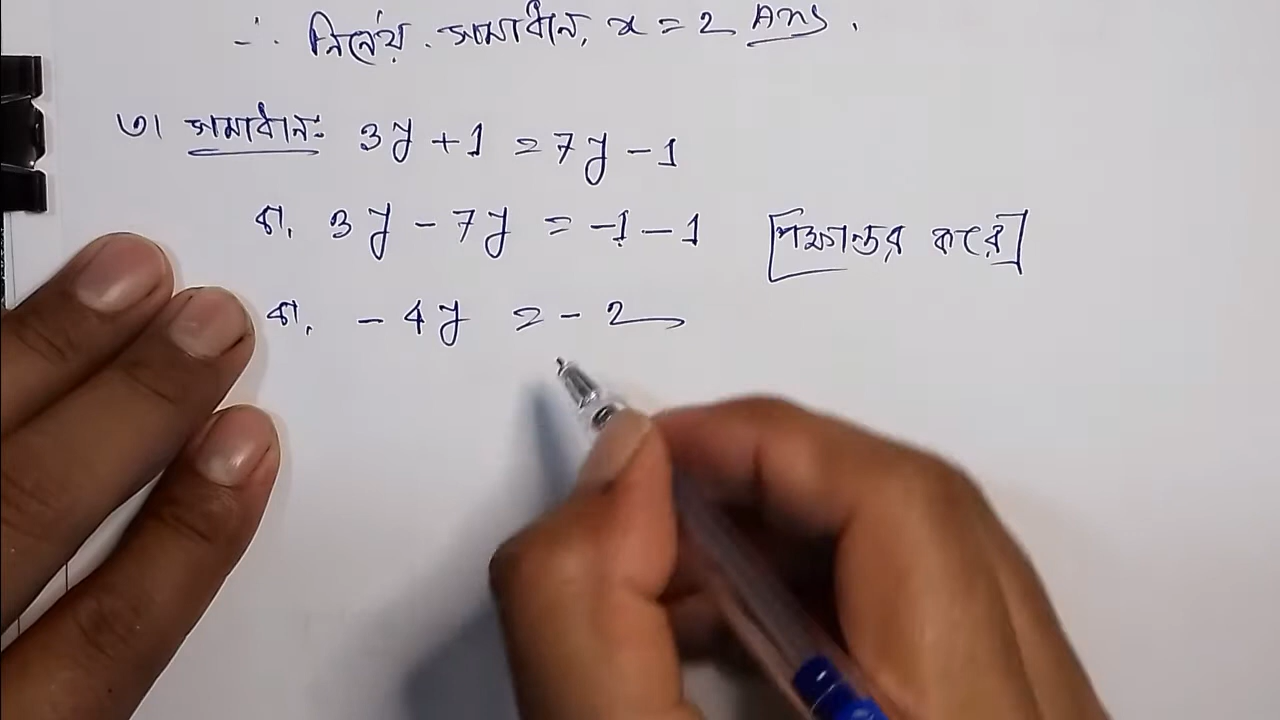 ∴ নির্ণেয় সমাধান, x = 2 Ans.
৩। সমাধানঃ 3y + 1 = 7y - 1
বা, 3y - 7y = -1 - 1 [পক্ষান্তর করে]
বা, - 4y = - 2